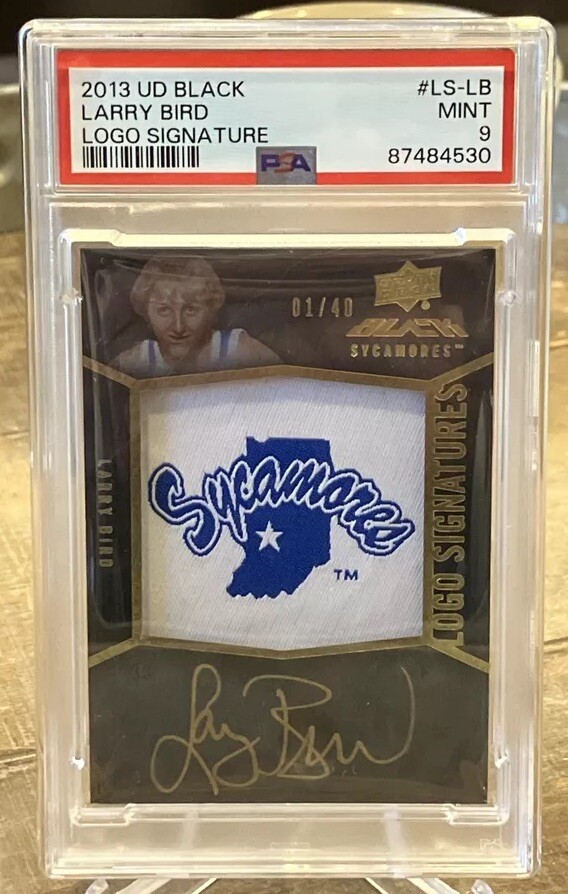 2013 UD BLACK #LS-LB
LARRY BIRD MINT
LOGO SIGNATURE 9
PSA 87484530
01/40
UPPER DECK
BLACK
SYCAMORES™
LARRY BIRD
Sycamores
TM
LOGO SIGNATURES
Larry Bird